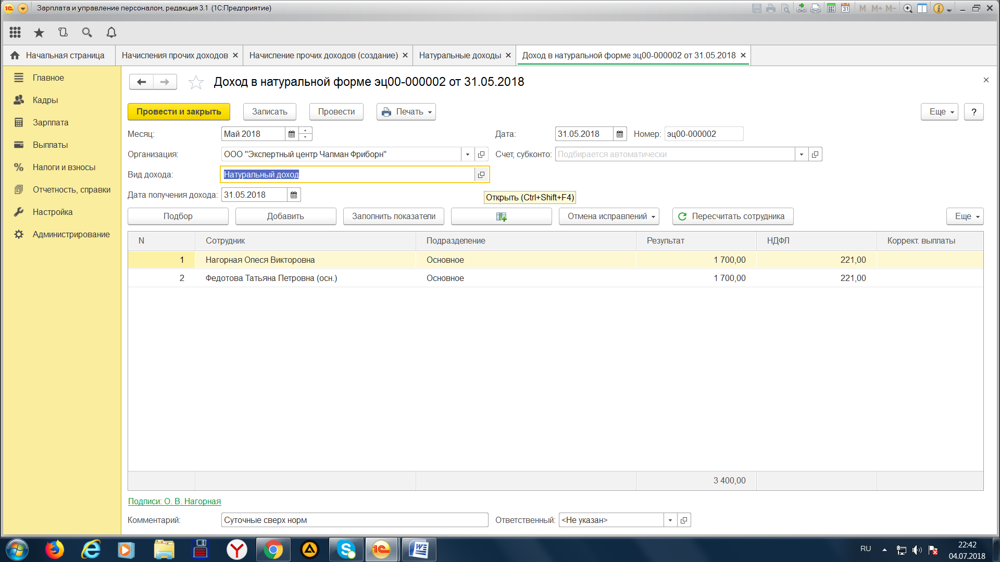 Зарплата и управление персоналом, редакция 3.1 (1С:Предприятие)
M M+ M-
Начальная страница
Начисления прочих доходов
Начисление прочих доходов (создание)
Натуральные доходы
Доход в натуральной форме эц00-000002 от 31.05.2018
Главное
Кадры
Зарплата
Выплаты
Налоги и взносы
Отчетность, справки
Настройка
Администрирование
Доход в натуральной форме эц00-000002 от 31.05.2018
Провести и закрыть
Записать
Провести
Печать
Еще
?
Месяц: Май 2018
Дата: 31.05.2018
Номер: эц00-000002
Организация: ООО "Экспертный центр Чапман Фриборн"
Счет, субконто: Подбирается автоматически
Вид дохода: Натуральный доход
Дата получения дохода: 31.05.2018
Открыть (Ctrl+Shift+F4)
Подбор
Добавить
Заполнить показатели
Отмена исправлений
Пересчитать сотрудника
Еще
N Сотрудник Подразделение Результат НДФЛ Коррект. выплаты
1 Нагорная Олеся Викторовна Основное 1 700,00 221,00
2 Федотова Татьяна Петровна (осн.) Основное 1 700,00 221,00
3 400,00
Подписи: О. В. Нагорная
Комментарий: Суточные сверх норм
Ответственный: <Не указан>
RU
22:42
04.07.2018